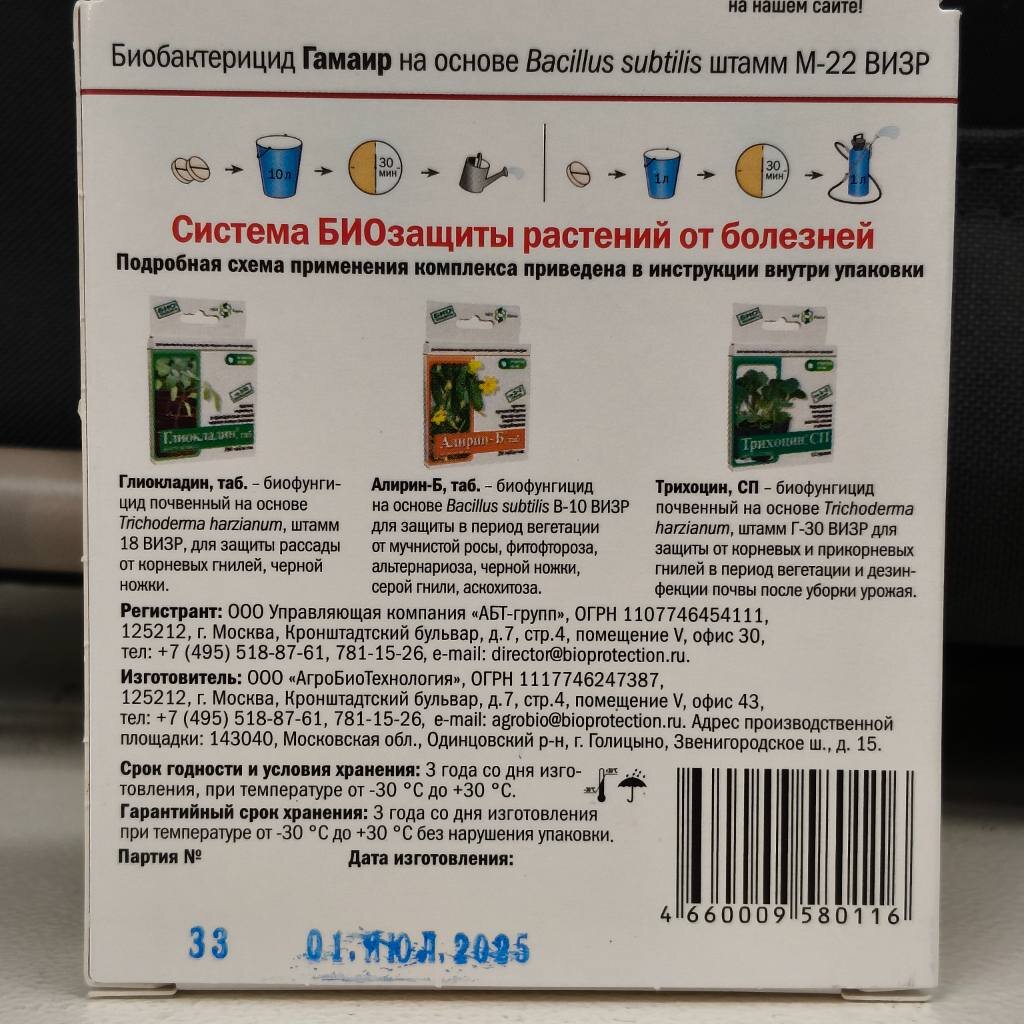 на нашем сайте!
Биобактерицид Гамаир на основе Bacillus subtilis штамм М-22 ВИЗР
10 л
30 мин
1 л
30 мин
1 л
Система БИОзащиты растений от болезней
Подробная схема применения комплекса приведена в инструкции внутри упаковки
Глиокладин, таб.
Алирин-Б, таб.
Трихоцин, СП
Глиокладин, таб. – биофунги-
цид почвенный на основе
Trichoderma harzianum, штамм
18 ВИЗР, для защиты рассады
от корневых гнилей, черной
ножки.
Алирин-Б, таб. – биофунгицид
на основе Bacillus subtilis В-10 ВИЗР
для защиты в период вегетации
от мучнистой росы, фитофтороза,
альтернариоза, черной ножки,
серой гнили, аскохитоза.
Трихоцин, СП – биофунгицид
почвенный на основе Trichoderma
harzianum, штамм Г-30 ВИЗР для
защиты от корневых и прикорневых
гнилей в период вегетации и дезин-
фекции почвы после уборки урожая.
Регистрант: ООО Управляющая компания «АБТ-групп», ОГРН 1107746454111,
125212, г. Москва, Кронштадтский бульвар, д.7, стр.4, помещение V, офис 30,
тел: +7 (495) 518-87-61, 781-15-26, e-mail: director@bioprotection.ru.
Изготовитель: ООО «АгроБиоТехнология», ОГРН 1117746247387,
125212, г. Москва, Кронштадтский бульвар, д.7, стр.4, помещение V, офис 43,
тел: +7 (495) 518-87-61, 781-15-26, e-mail: agrobio@bioprotection.ru. Адрес производственной
площадки: 143040, Московская обл., Одинцовский р-н, г. Голицыно, Звенигородское ш., д. 15.
Срок годности и условия хранения: 3 года со дня изго-
товления, при температуре от -30 °С до +30 °С.
Гарантийный срок хранения: 3 года со дня изготовления
при температуре от -30 °С до +30 °С без нарушения упаковки.
Партия № Дата изготовления:
4 660009 580116
33 01. ИЮЛ. 2025